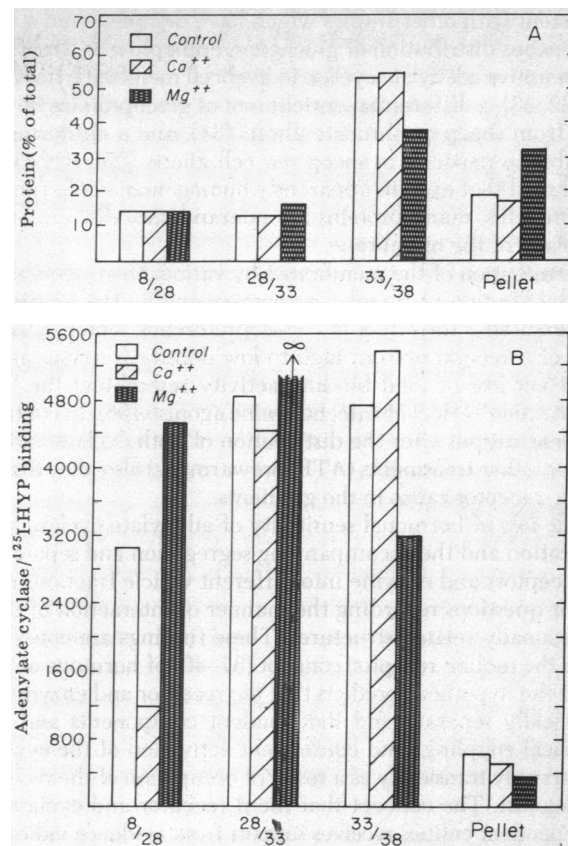 70
60
50
40
30
20
10
Protein (% of total)
Control
Ca++
Mg++
A
8/28
28/33
33/38
Pellet
5600
4800
4000
3200
2400
1600
800
Adenylate cyclase/125I-HYP binding
Control
Ca++
Mg++
∞
B
8/28
28/33
33/38
Pellet